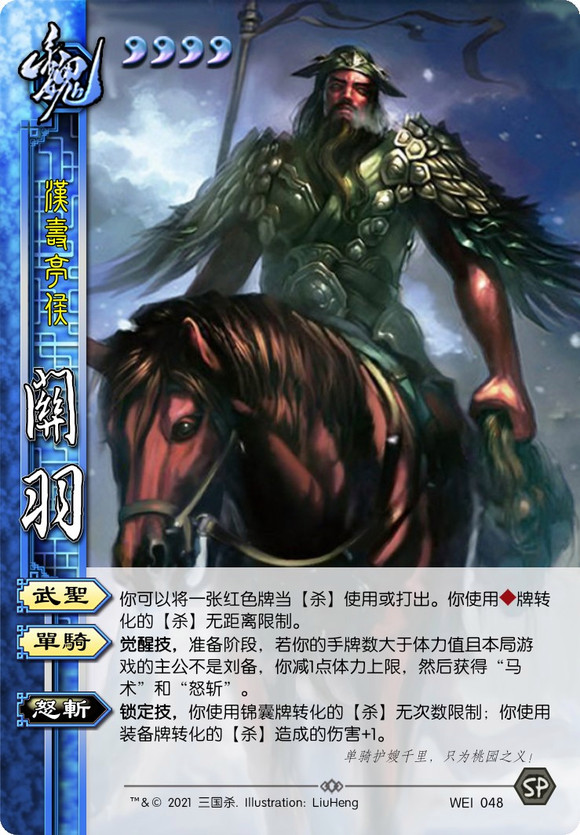 魏
漢壽亭侯
關羽
武聖
你可以将一张红色牌当【杀】使用或打出。你使用♦牌转
化的【杀】无距离限制。
單騎
觉醒技，准备阶段，若你的手牌数大于体力值且本局游
戏的主公不是刘备，你减1点体力上限，然后获得“马
术”和“怒斩”。
怒斬
锁定技，你使用锦囊牌转化的【杀】无次数限制；你使用
装备牌转化的【杀】造成的伤害+1。
单骑护嫂千里，只为桃园之义！
™&© 2021 三国杀. Illustration: LiuHeng
WEI 048
SP